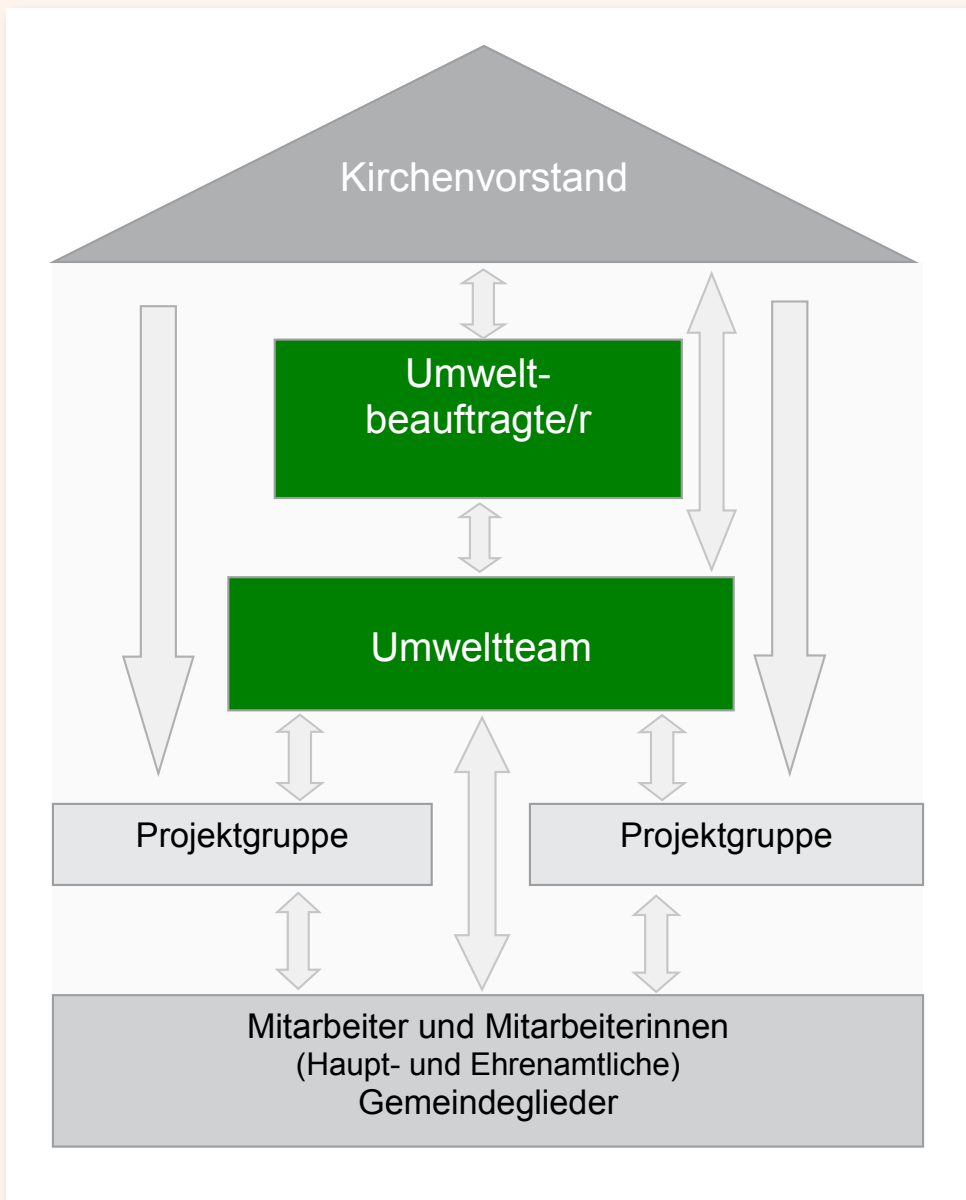 Kirchenvorstand
Umwelt-
beauftragte/r
Umweltteam
Projektgruppe
Projektgruppe
Mitarbeiter und Mitarbeiterinnen
(Haupt- und Ehrenamtliche)
Gemeindeglieder